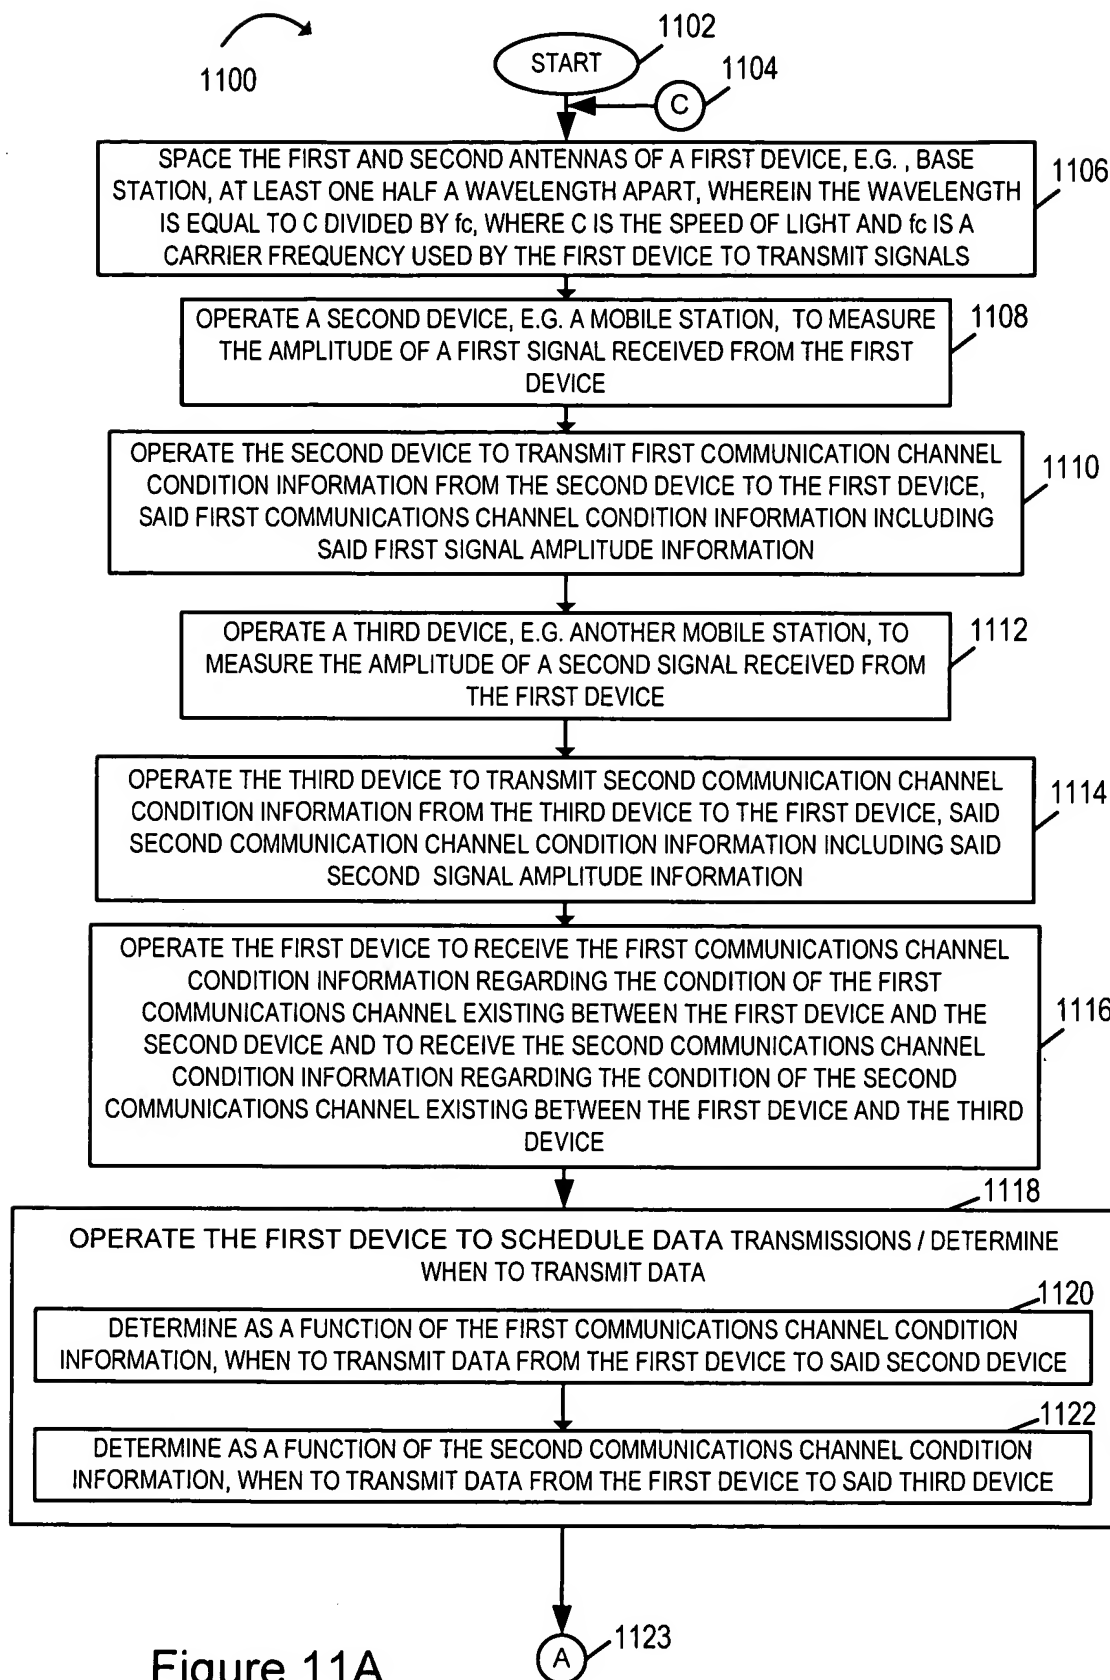 1100
1102
START
1104
C
SPACE THE FIRST AND SECOND ANTENNAS OF A FIRST DEVICE, E.G. , BASE
STATION, AT LEAST ONE HALF A WAVELENGTH APART, WHEREIN THE WAVELENGTH
IS EQUAL TO C DIVIDED BY fc, WHERE C IS THE SPEED OF LIGHT AND fc IS A
CARRIER FREQUENCY USED BY THE FIRST DEVICE TO TRANSMIT SIGNALS
1106
OPERATE A SECOND DEVICE, E.G. A MOBILE STATION, TO MEASURE
THE AMPLITUDE OF A FIRST SIGNAL RECEIVED FROM THE FIRST
DEVICE
1108
OPERATE THE SECOND DEVICE TO TRANSMIT FIRST COMMUNICATION CHANNEL
CONDITION INFORMATION FROM THE SECOND DEVICE TO THE FIRST DEVICE,
SAID FIRST COMMUNICATIONS CHANNEL CONDITION INFORMATION INCLUDING
SAID FIRST SIGNAL AMPLITUDE INFORMATION
1110
OPERATE A THIRD DEVICE, E.G. ANOTHER MOBILE STATION, TO
MEASURE THE AMPLITUDE OF A SECOND SIGNAL RECEIVED FROM
THE FIRST DEVICE
1112
OPERATE THE THIRD DEVICE TO TRANSMIT SECOND COMMUNICATION CHANNEL
CONDITION INFORMATION FROM THE THIRD DEVICE TO THE FIRST DEVICE, SAID
SECOND COMMUNICATION CHANNEL CONDITION INFORMATION INCLUDING SAID
SECOND SIGNAL AMPLITUDE INFORMATION
1114
OPERATE THE FIRST DEVICE TO RECEIVE THE FIRST COMMUNICATIONS CHANNEL
CONDITION INFORMATION REGARDING THE CONDITION OF THE FIRST
COMMUNICATIONS CHANNEL EXISTING BETWEEN THE FIRST DEVICE AND THE
SECOND DEVICE AND TO RECEIVE THE SECOND COMMUNICATIONS CHANNEL
CONDITION INFORMATION REGARDING THE CONDITION OF THE SECOND
COMMUNICATIONS CHANNEL EXISTING BETWEEN THE FIRST DEVICE AND THE THIRD
DEVICE
1116
1118
OPERATE THE FIRST DEVICE TO SCHEDULE DATA TRANSMISSIONS / DETERMINE
WHEN TO TRANSMIT DATA
1120
DETERMINE AS A FUNCTION OF THE FIRST COMMUNICATIONS CHANNEL CONDITION
INFORMATION, WHEN TO TRANSMIT DATA FROM THE FIRST DEVICE TO SAID SECOND DEVICE
1122
DETERMINE AS A FUNCTION OF THE SECOND COMMUNICATIONS CHANNEL CONDITION
INFORMATION, WHEN TO TRANSMIT DATA FROM THE FIRST DEVICE TO SAID THIRD DEVICE
A
1123
Figure 11A